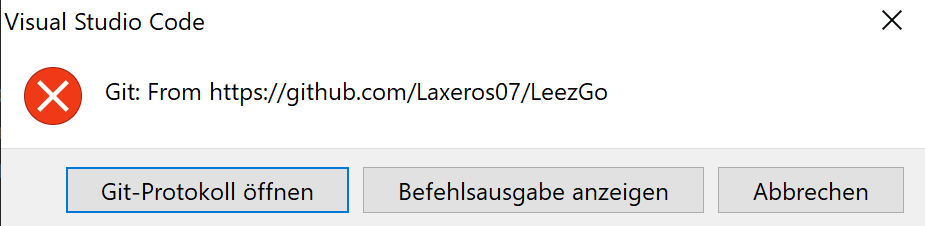 Visual Studio Code
Git: From https://github.com/Laxeros07/LeezGo
Git-Protokoll öffnen
Befehlsausgabe anzeigen
Abbrechen